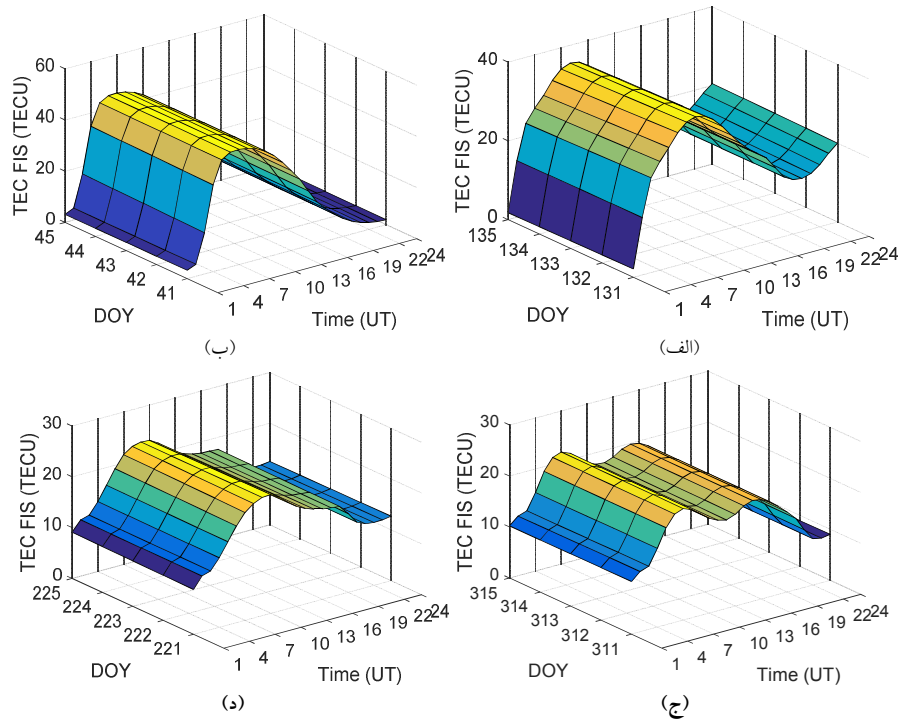 TEC FIS (TECU)
60
40
20
0
45
44
43
42
41
DOY
1 4 7 10 13 16 19 22 24
Time (UT)
(ب)
TEC FIS (TECU)
40
20
0
135
134
133
132
131
DOY
1 4 7 10 13 16 19 22 24
Time (UT)
(الف)
TEC FIS (TECU)
30
20
10
0
225
224
223
222
221
DOY
1 4 7 10 13 16 19 22 24
Time (UT)
(د)
TEC FIS (TECU)
30
20
10
0
315
314
313
312
311
DOY
1 4 7 10 13 16 19 22 24
Time (UT)
(ج)